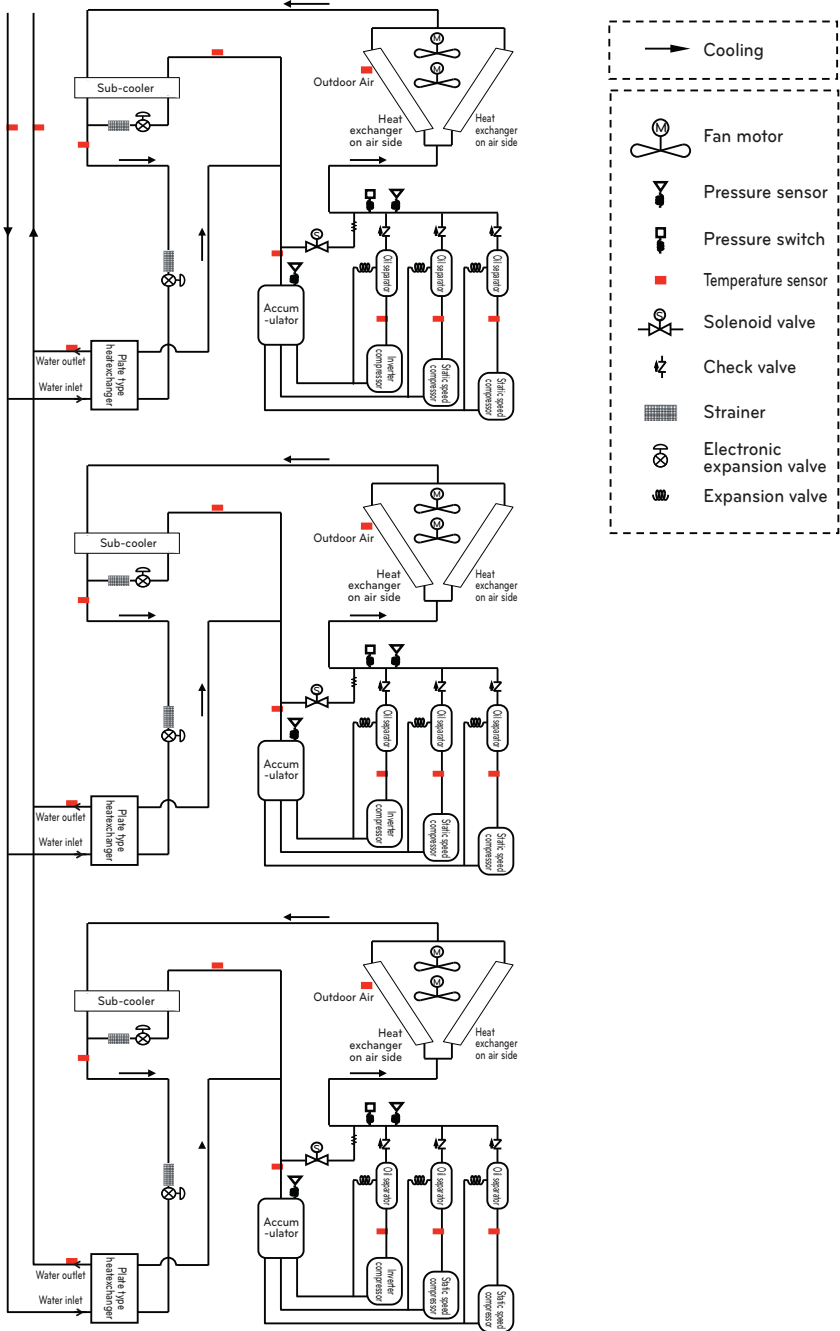 Sub-cooler
Outdoor Air
M
M
Heat
exchanger
on air side
Heat
exchanger
on air side
S
Accum
-ulator
Oil separator
Oil separator
Oil separator
Inverter
compressor
Static speed
compressor
Static speed
compressor
Water outlet
Water inlet
Plate type
heatexchanger
Sub-cooler
Outdoor Air
M
M
Heat
exchanger
on air side
Heat
exchanger
on air side
S
Accum
-ulator
Oil separator
Oil separator
Oil separator
Inverter
compressor
Static speed
compressor
Static speed
compressor
Water outlet
Water inlet
Plate type
heatexchanger
Sub-cooler
Outdoor Air
M
M
Heat
exchanger
on air side
Heat
exchanger
on air side
S
Accum
-ulator
Oil separator
Oil separator
Oil separator
Inverter
compressor
Static speed
compressor
Static speed
compressor
Water outlet
Water inlet
Plate type
heatexchanger
Cooling
M
Fan motor
Pressure sensor
Pressure switch
Temperature sensor
S
Solenoid valve
Check valve
Strainer
Electronic
expansion valve
Expansion valve